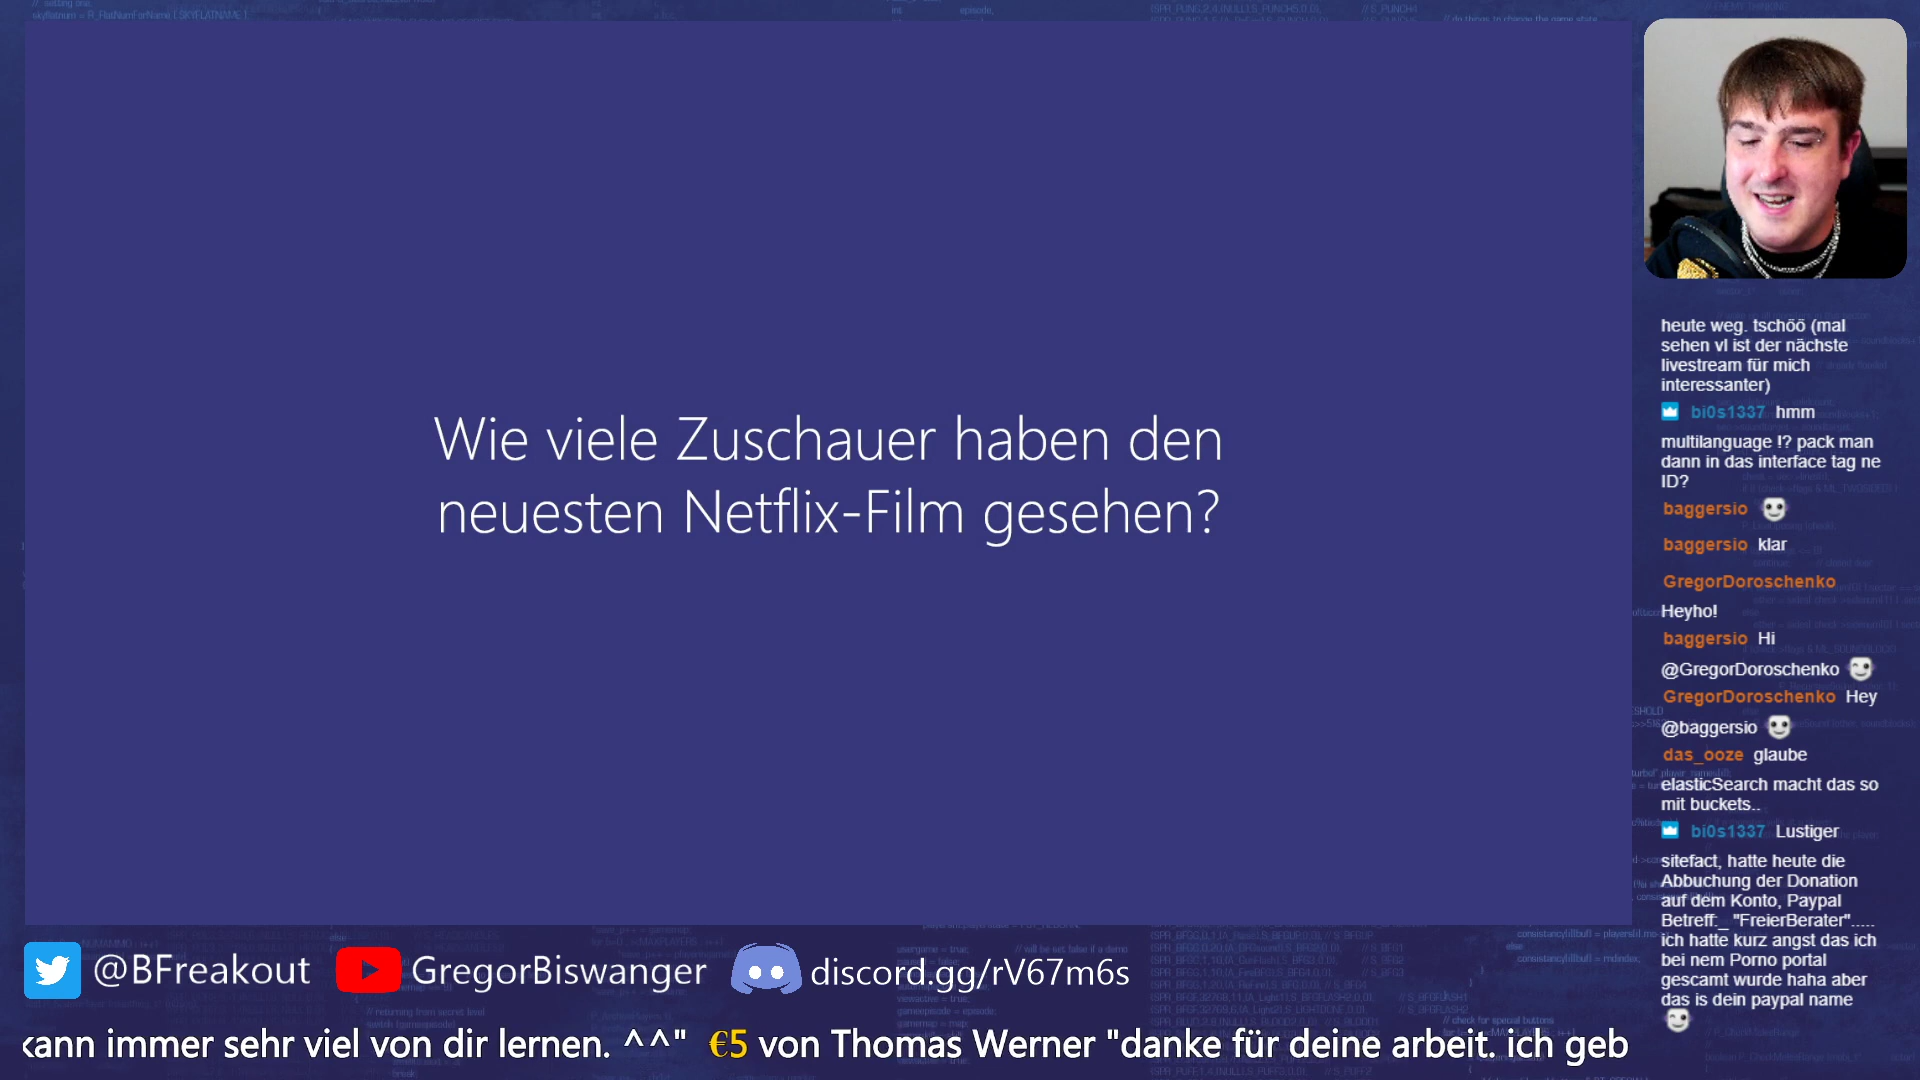 Wie viele Zuschauer haben den
neuesten Netflix-Film gesehen?
heute weg. tschöö (mal
sehen vl ist der nächste
livestream für mich
interessanter)
bi0s1337 hmm
multilanguage !? pack man
dann in das interface tag ne
ID?
baggersio
baggersio klar
GregorDoroschenko
Heyho!
baggersio Hi
@GregorDoroschenko
GregorDoroschenko Hey
@baggersio
das_ooze glaube
elasticSearch macht das so
mit buckets..
bi0s1337 Lustiger
sitefact, hatte heute die
Abbuchung der Donation
auf dem Konto, Paypal
Betreff:_ "FreierBerater".....
ich hatte kurz angst das ich
bei nem Porno portal
gescamt wurde haha aber
das is dein paypal name
@BFreakout GregorBiswanger discord.gg/rV67m6s
kann immer sehr viel von dir lernen. ^^" €5 von Thomas Werner "danke für deine arbeit. ich geb